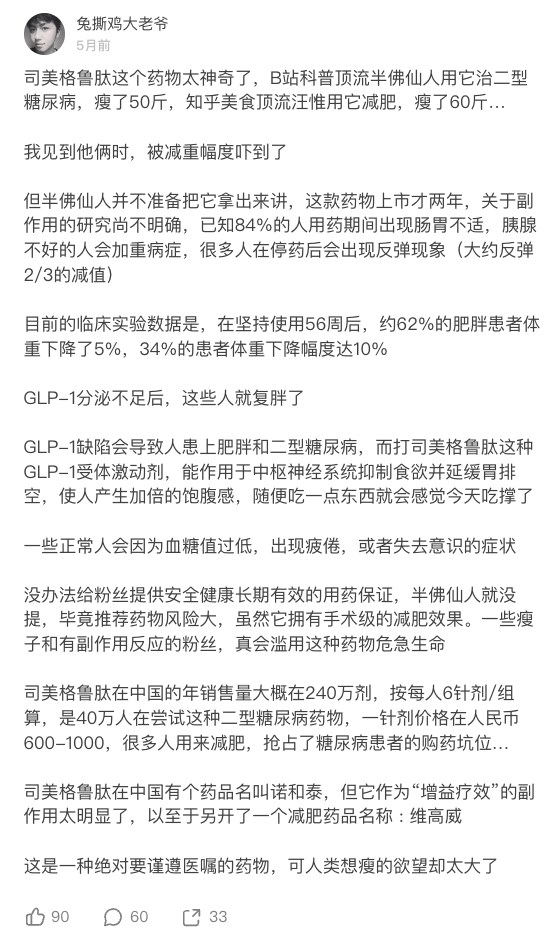 兔撕鸡大老爷
5月前
司美格鲁肽这个药物太神奇了，B站科普顶流半佛仙人用它治二型
糖尿病，瘦了50斤，知乎美食顶流汪惟用它减肥，瘦了60斤...
我见到他俩时，被减重幅度吓到了
但半佛仙人并不准备把它拿出来讲，这款药物上市才两年，关于副
作用的研究尚不明确，已知84%的人用药期间出现肠胃不适，胰腺
不好的人会加重病症，很多人在停药后会出现反弹现象（大约反弹
2/3的减值）
目前的临床实验数据是，在坚持使用56周后，约62%的肥胖患者体
重下降了5%，34%的患者体重下降幅度达10%
GLP-1分泌不足后，这些人就复胖了
GLP-1缺陷会导致人患上肥胖和二型糖尿病，而打司美格鲁肽这种
GLP-1受体激动剂，能作用于中枢神经系统抑制食欲并延缓胃排
空，使人产生加倍的饱腹感，随便吃一点东西就会感觉今天吃撑了
一些正常人会因为血糖值过低，出现疲倦，或者失去意识的症状
没办法给粉丝提供安全健康长期有效的用药保证，半佛仙人就没
提，毕竟推荐药物风险大，虽然它拥有手术级的减肥效果。一些瘦
子和有副作用反应的粉丝，真会滥用这种药物危急生命
司美格鲁肽在中国的年销售量大概在240万剂，按每人6针剂/组
算，是40万人在尝试这种二型糖尿病药物，一针剂价格在人民币
600-1000，很多人用来减肥，抢占了糖尿病患者的购药坑位...
司美格鲁肽在中国有个药品名叫诺和泰，但它作为“增益疗效”的副
作用太明显了，以至于另开了一个减肥药品名称：维高威
这是一种绝对要谨遵医嘱的药物，可人类想瘦的欲望却太大了
90 60 33